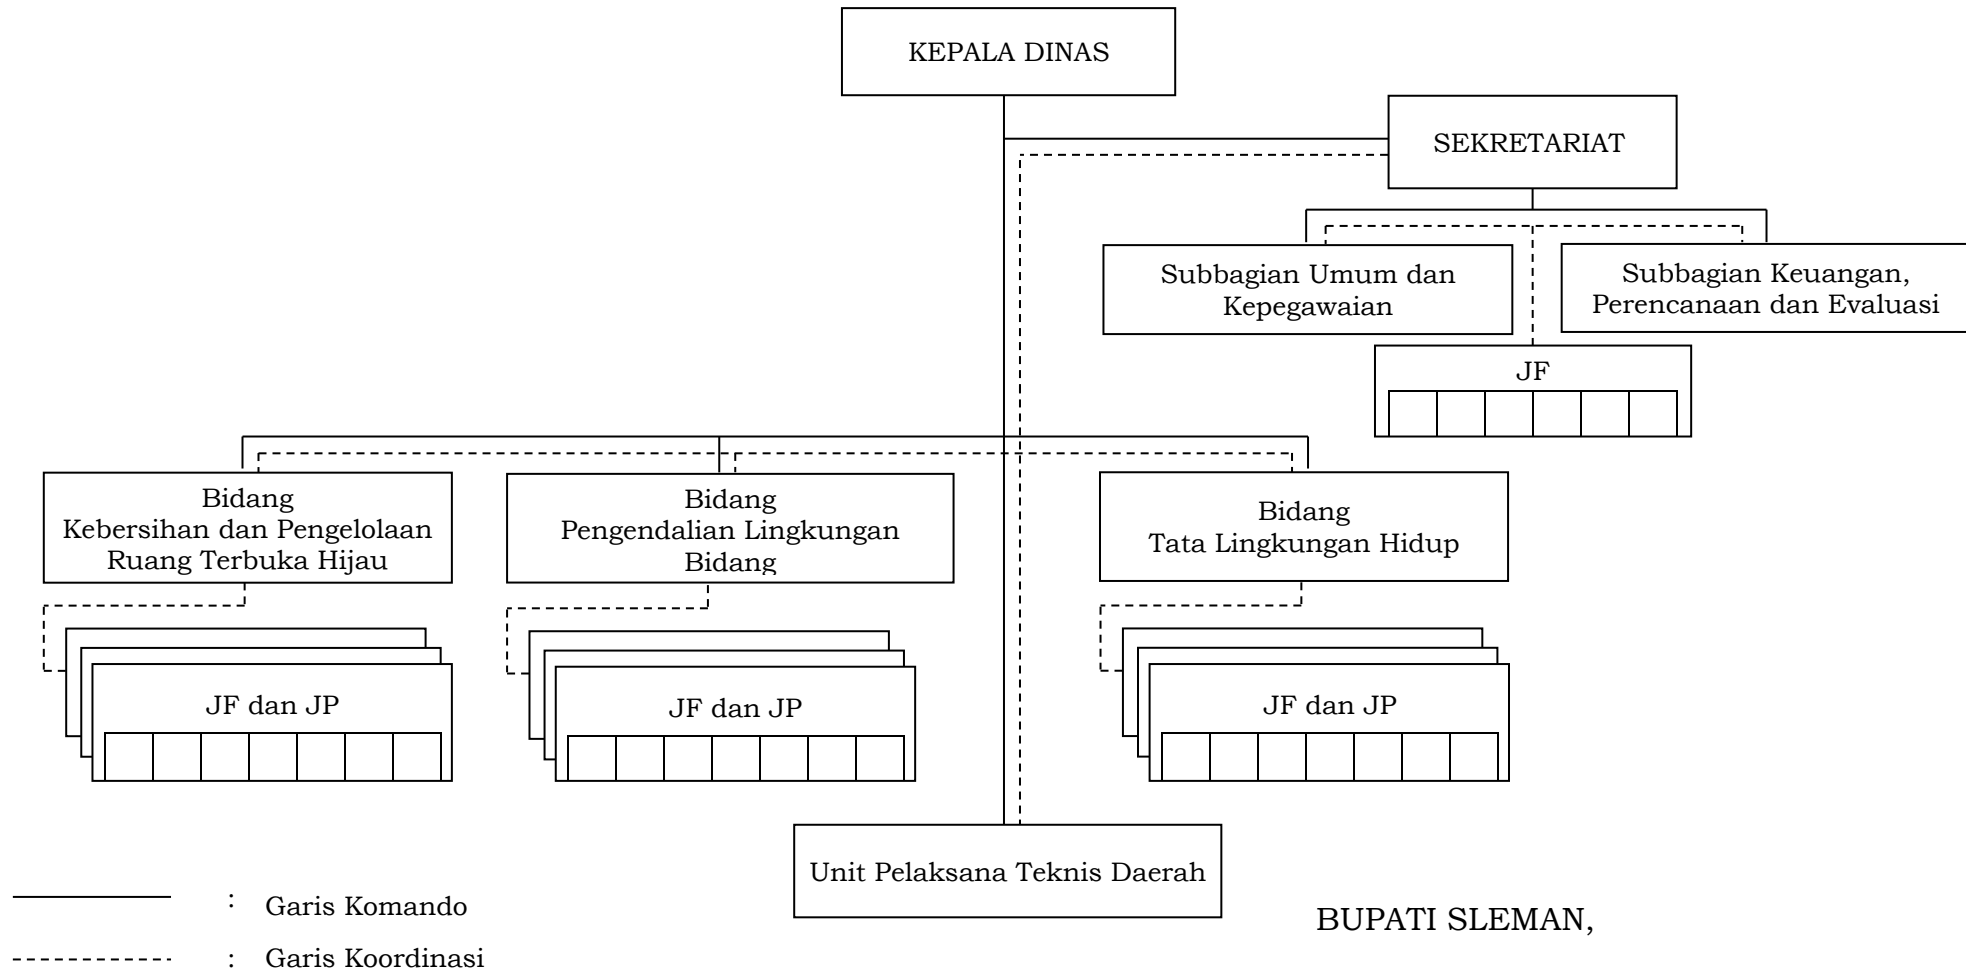 KEPALA DINAS
SEKRETARIAT
Subbagian Umum dan
Kepegawaian
Subbagian Keuangan,
Perencanaan dan Evaluasi
JF
Bidang
Kebersihan dan Pengelolaan
Ruang Terbuka Hijau
Bidang
Pengendalian Lingkungan
Bidang
Bidang
Tata Lingkungan Hidup
JF dan JP
JF dan JP
JF dan JP
Unit Pelaksana Teknis Daerah
: Garis Komando
: Garis Koordinasi
BUPATI SLEMAN,